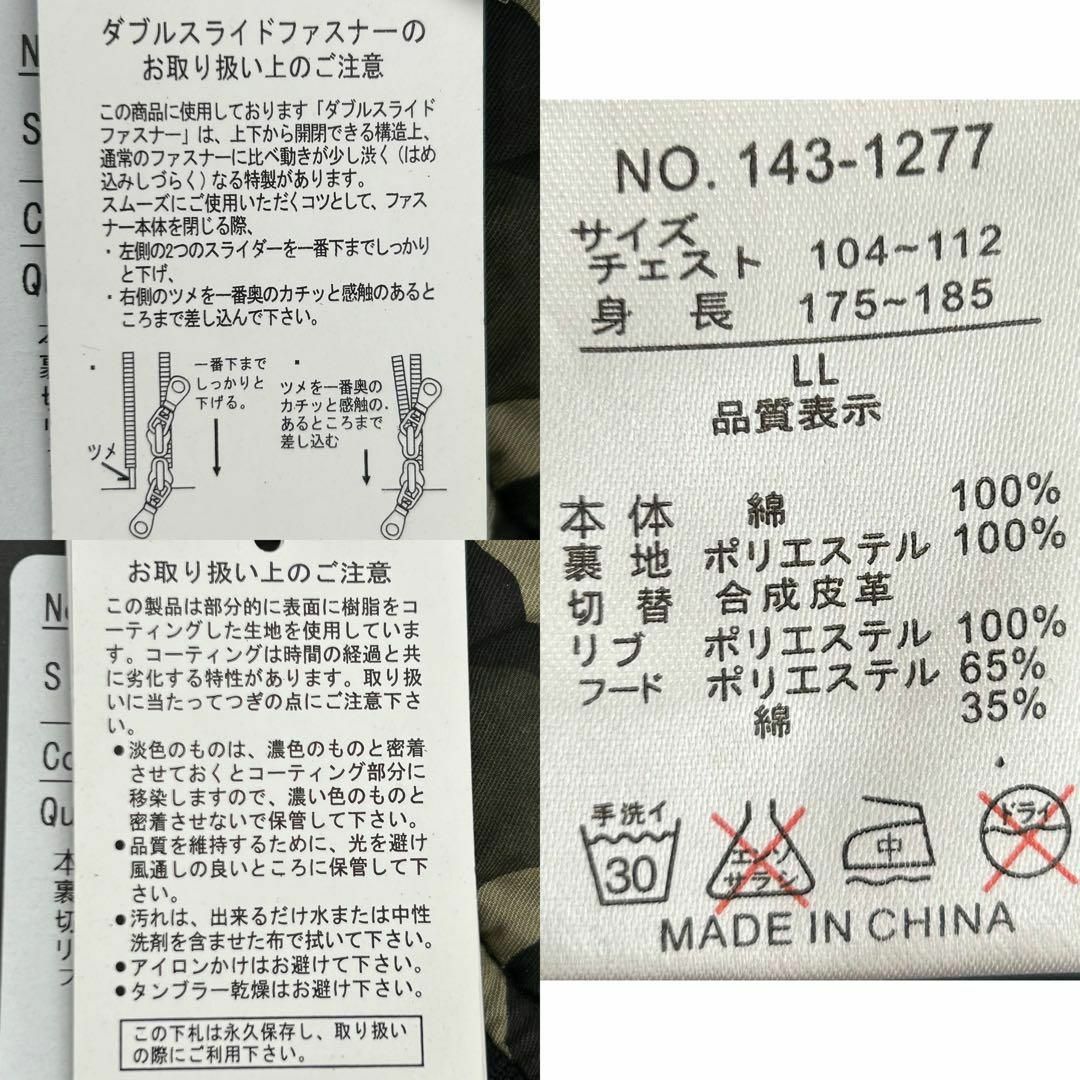 ダブルスライドファスナーの
お取り扱い上のご注意
この商品に使用しております「ダブルスライド
ファスナー」は、上下から開閉できる構造上、
通常のファスナーに比べ動きが少し渋く(はめ
込みしづらく)なる特製があります。
スムーズにご使用いただくコツとして、ファス
ナー本体を閉じる際、
・左側の2つのスライダーを一番下までしっかり
と下げ、
・右側のツメを一番奥のカチッと感触のあると
ころまで差し込んで下さい。
・
一番下まで
しっかりと
下げる。
ツメ
・
ツメを一番奥の
カチッと感触の.
あるところまで
差し込む
N
S
C
Q
お取り扱い上のご注意
この製品は部分的に表面に樹脂をコ
ーティングした生地を使用していま
す。コーティングは時間の経過と共
に劣化する特性があります。取り扱
いに当たってつぎの点にご注意下さ
い。
●淡色のものは、濃色のものと密着
させておくとコーティング部分に
移染しますので、濃い色のものと
密着させないで保管して下さい。
●品質を維持するために、光を避け
風通しの良いところに保管して下
さい。
●汚れは、出来るだけ水または中性
洗剤を含ませた布で拭いて下さい。
●アイロンかけはお避けて下さい。
●タンブラー乾燥はお避け下さい。
この下札は永久保存し、取り扱い
の際にご利用下さい。
No
S
Co
Qu
本
裏
切
リ
NO. 143-1277
サイズ
チェスト 104~112
身長 175~185
LL
品質表示
本体 綿 100%
裏地 ポリエステル 100%
切替 合成皮革
リブ ポリエステル 100%
フード ポリエステル 65%
綿 35%
手洗イ
30
エンソ
サラシ
中
ドライ
MADE IN CHINA